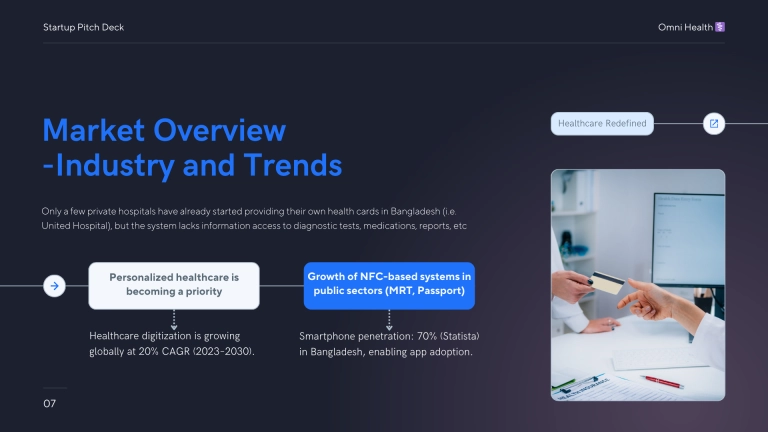 Startup Pitch Deck
Omni Health
Market Overview
-Industry and Trends
Healthcare Redefined
Only a few private hospitals have already started providing their own health cards in Bangladesh (i.e.
United Hospital), but the system lacks information access to diagnostic tests, medications, reports, etc
Personalized healthcare is
becoming a priority
Growth of NFC-based systems in
public sectors (MRT, Passport)
Healthcare digitization is growing
globally at 20% CAGR (2023-2030).
Smartphone penetration: 70% (Statista)
in Bangladesh, enabling app adoption.
HEALTH INSURANCE
07